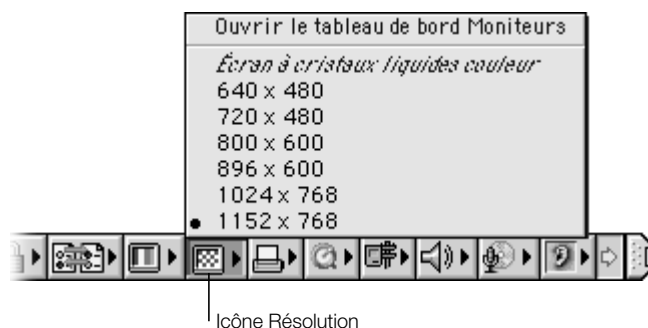 Ouvrir le tableau de bord Moniteurs
Écran à cristaux liquides couleur
640 x 480
720 x 480
800 x 600
896 x 600
1024 x 768
1152 x 768
Icône Résolution